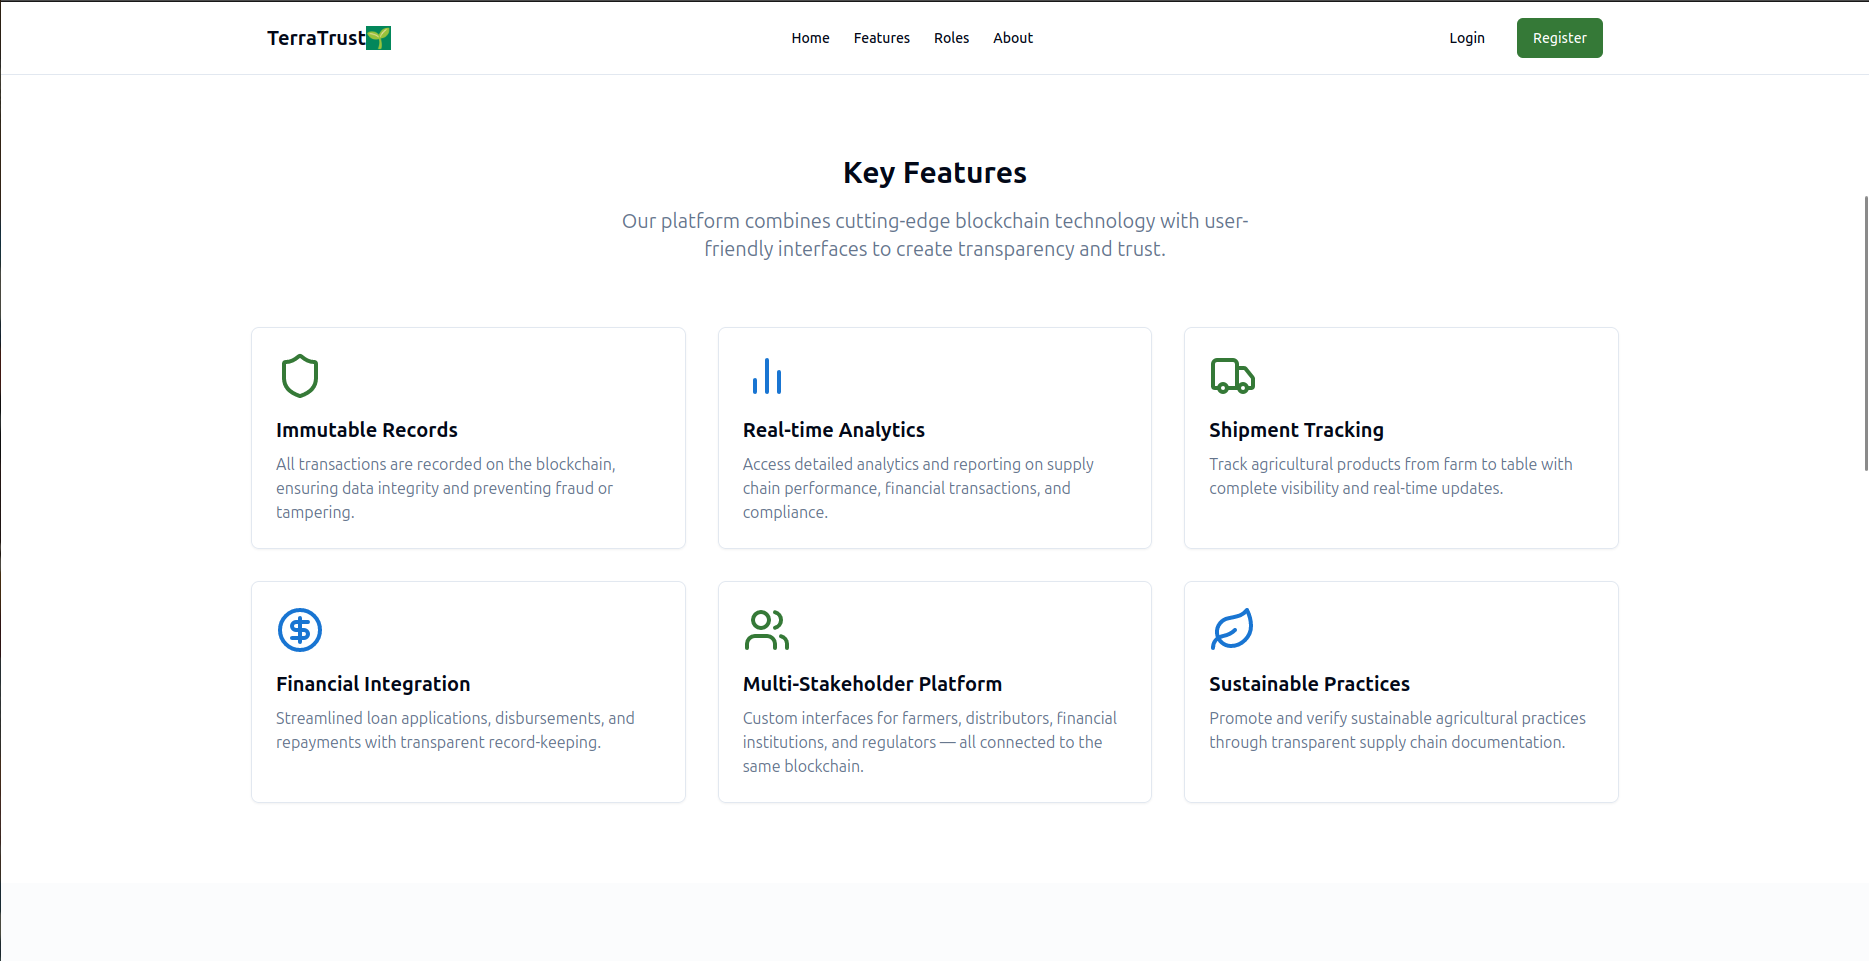 TerraTrust
Home Features Roles About
Login Register
Key Features
Our platform combines cutting-edge blockchain technology with user-
friendly interfaces to create transparency and trust.
Immutable Records
All transactions are recorded on the blockchain,
ensuring data integrity and preventing fraud or
tampering.
Real-time Analytics
Access detailed analytics and reporting on supply
chain performance, financial transactions, and
compliance.
Shipment Tracking
Track agricultural products from farm to table with
complete visibility and real-time updates.
Financial Integration
Streamlined loan applications, disbursements, and
repayments with transparent record-keeping.
Multi-Stakeholder Platform
Custom interfaces for farmers, distributors, financial
institutions, and regulators — all connected to the
same blockchain.
Sustainable Practices
Promote and verify sustainable agricultural practices
through transparent supply chain documentation.